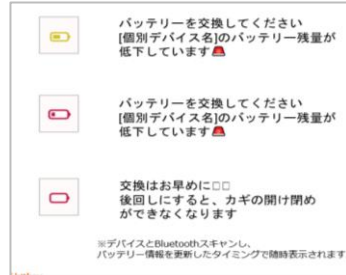 バッテリーを交換してください
[個別デバイス名]のバッテリー残量が
低下しています🚨
バッテリーを交換してください
[個別デバイス名]のバッテリー残量が
低下しています🚨
交換はお早めに□□
後回しにすると、カギの開け閉め
ができなくなります
※デバイスとBluetoothスキャンし、
バッテリー情報を更新したタイミングで随時表示されます